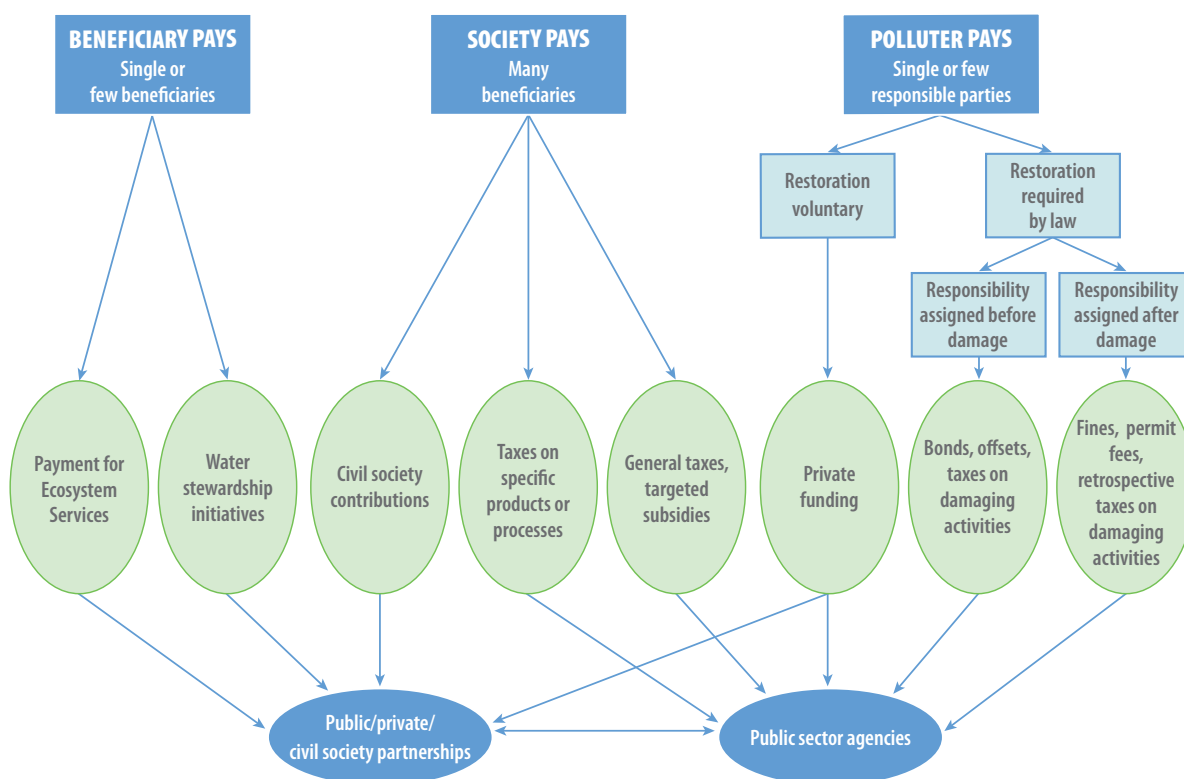 BENEFICIARY PAYS
Single or
few beneficiaries
SOCIETY PAYS
Many
beneficiaries
POLLUTER PAYS
Single or few
responsible parties
Restoration
voluntary
Restoration
required
by law
Responsibility
assigned before
damage
Responsibility
assigned after
damage
Payment for
Ecosystem
Services
Water
stewardship
initiatives
Civil society
contributions
Taxes on
specific
products or
processes
General taxes,
targeted
subsidies
Private
funding
Bonds, offsets,
taxes on
damaging
activities
Fines, permit
fees,
retrospective
taxes on
damaging
activities
Public/private/
civil society partnerships
Public sector agencies